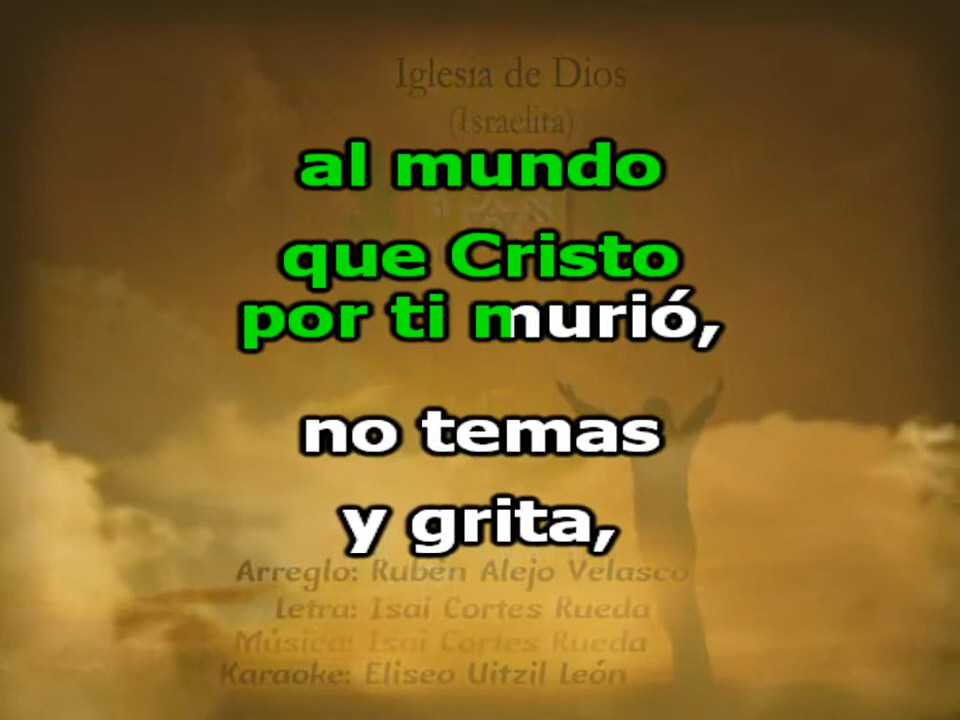 Iglesia de Dios
(Israelita)
al mundo
que Cristo
por ti murió,
no temas
y grita,
Arreglo: Rubén Alejo Velasco
Letra: Isai Cortes Rueda
Música: Isai Cortes Rueda
Karaoke: Eliseo Uitzil León